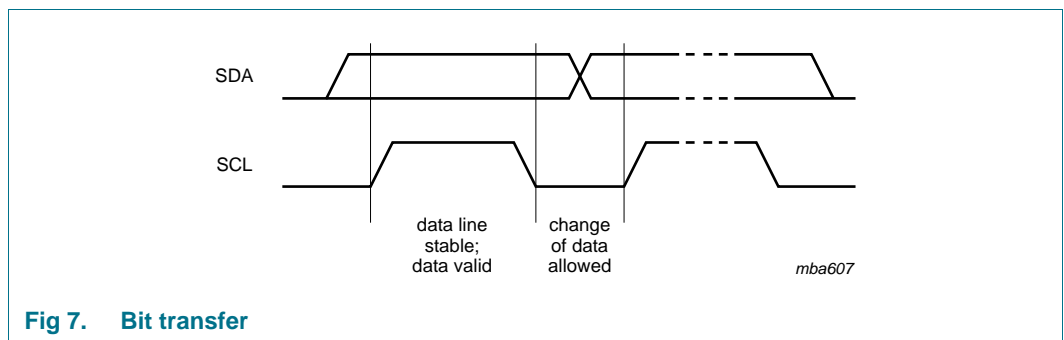 SDA
SCL
data line
stable;
data valid
change
of data
allowed
mba607
Fig 7. Bit transfer